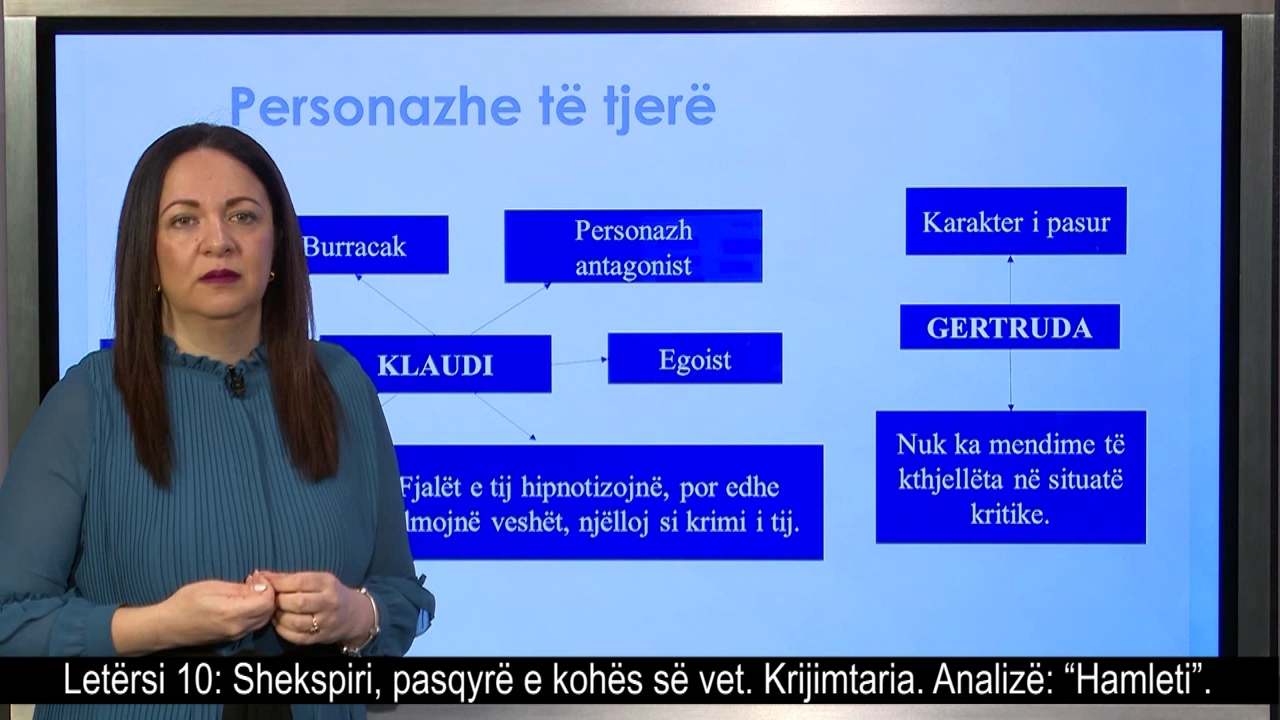 Personazhe të tjerë
Burracak
Personazh
antagonist
Karakter i pasur
KLAUDI
Egoist
GERTRUDA
Fjalët e tij hipnotizojnë, por edhe
veshët, njëlloj si krimi i tij.
Nuk ka mendime të
kthjellëta në situatë
kritike.
Letërsi 10: Shekspiri, pasqyrë e kohës së vet. Krijimtaria. Analizë: “Hamleti”.